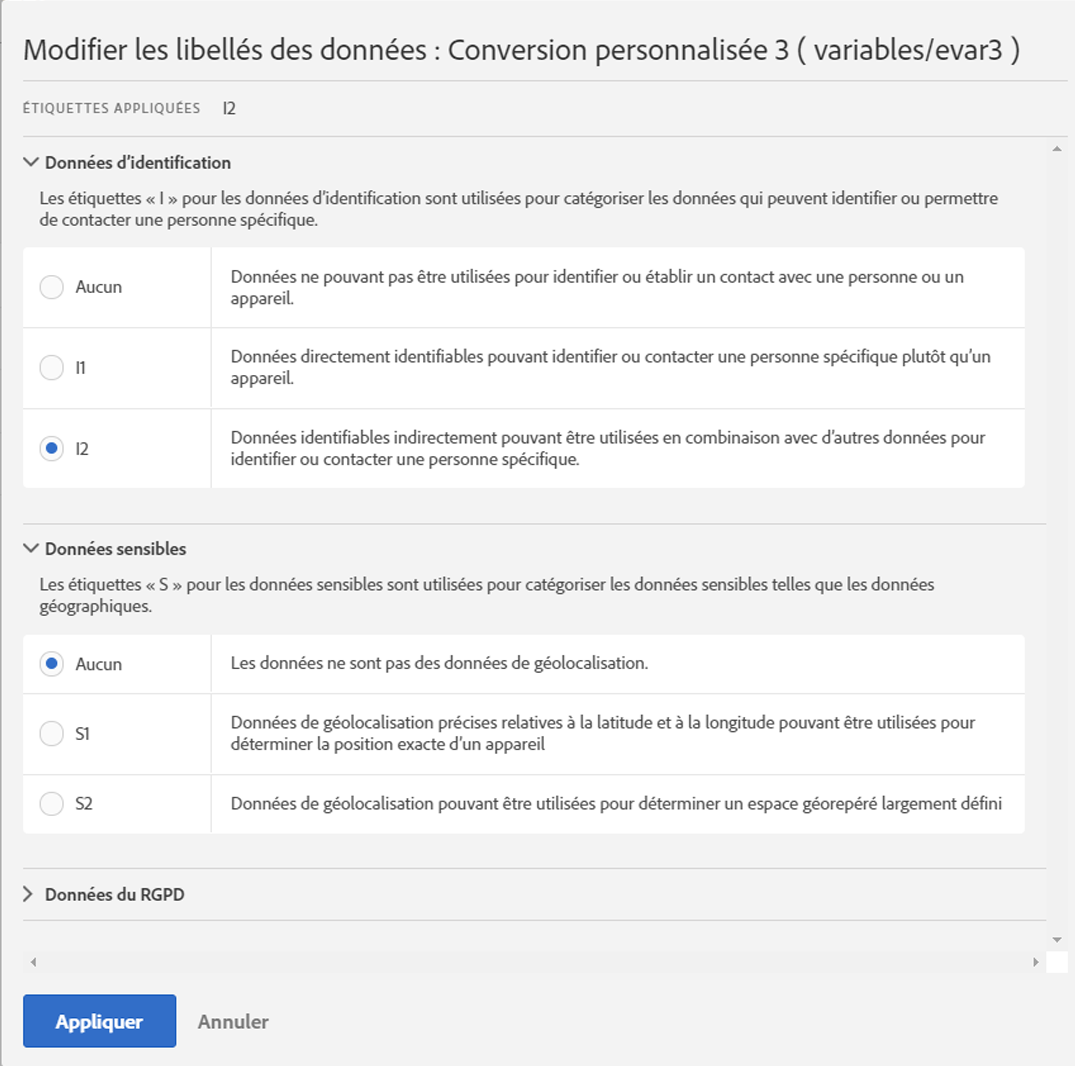 Modifier les libellés des données : Conversion personnalisée 3 ( variables/evar3 )
ÉTIQUETTES APPLIQUÉES I2
Données d’identification
Les étiquettes « I » pour les données d’identification sont utilisées pour catégoriser les données qui peuvent identifier ou permettre
de contacter une personne spécifique.
Aucun
Données ne pouvant pas être utilisées pour identifier ou établir un contact avec une personne ou un
appareil.
I1
Données directement identifiables pouvant identifier ou contacter une personne spécifique plutôt qu’un
appareil.
I2
Données identifiables indirectement pouvant être utilisées en combinaison avec d’autres données pour
identifier ou contacter une personne spécifique.
Données sensibles
Les étiquettes « S » pour les données sensibles sont utilisées pour catégoriser les données sensibles telles que les données
géographiques.
Aucun
Les données ne sont pas des données de géolocalisation.
S1
Données de géolocalisation précises relatives à la latitude et à la longitude pouvant être utilisées pour
déterminer la position exacte d’un appareil
S2
Données de géolocalisation pouvant être utilisées pour déterminer un espace géorepéré largement défini
Données du RGPD
Appliquer Annuler